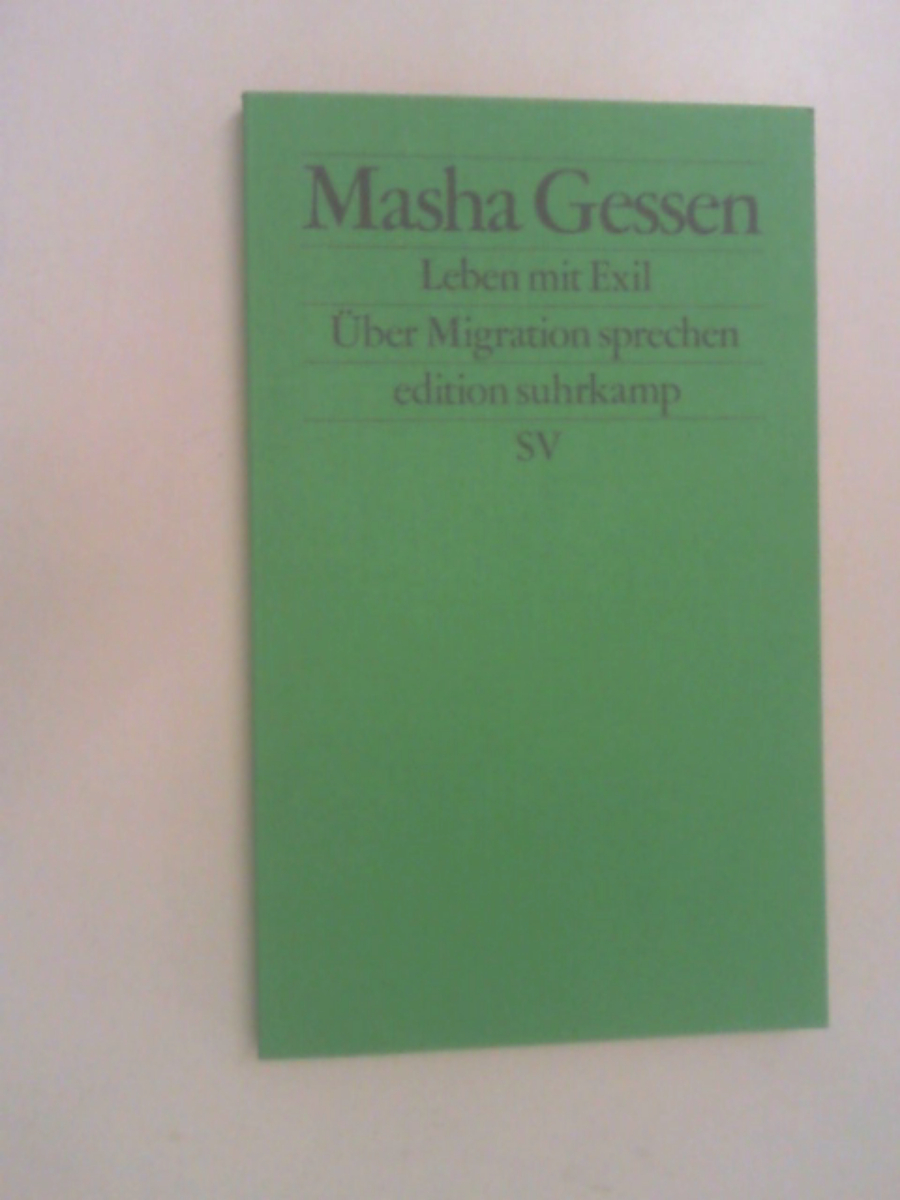 Masha Gessen
Leben mit Exil
Über Migration sprechen
edition suhrkamp
SV